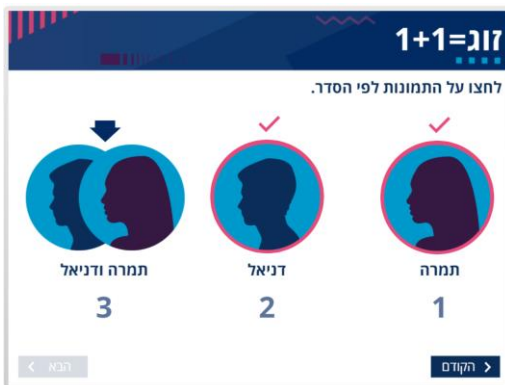 זוג=1+1
לחצו על התמונות לפי הסדר.
תמרה
דניאל
תמרה ודניאל
1
2
3
הקודם
הבא